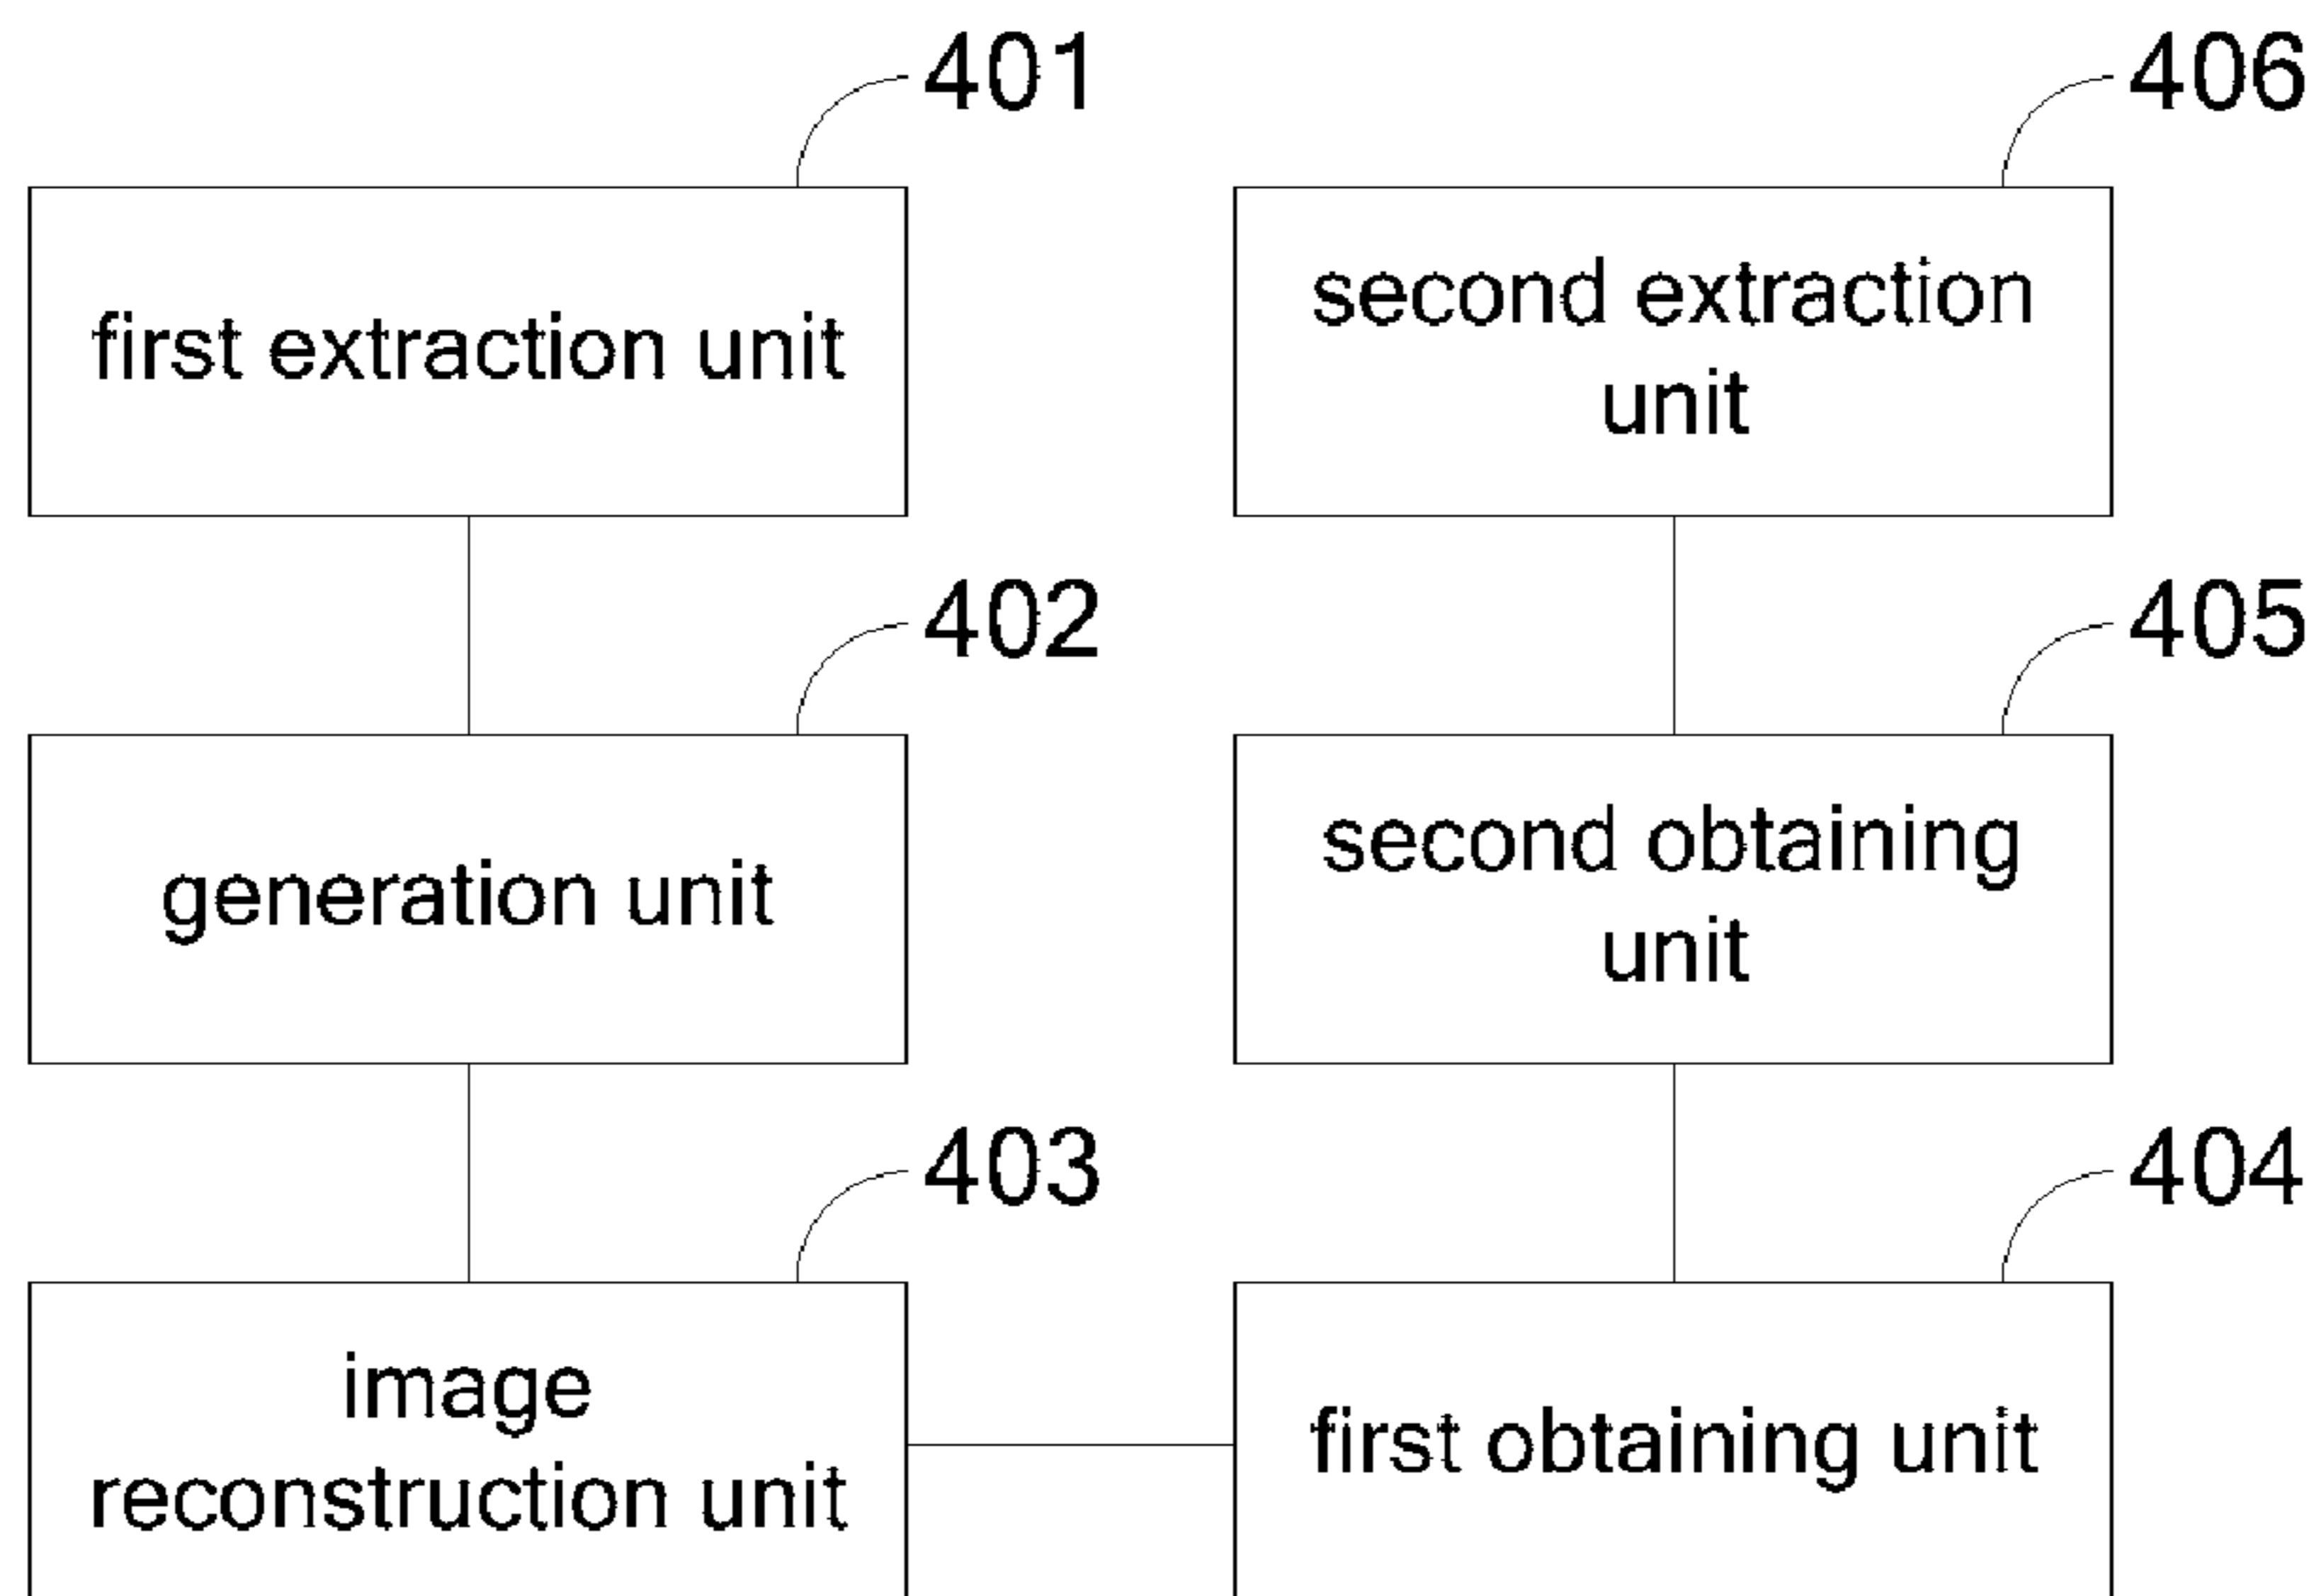 401
first extraction unit
402
generation unit
403
image
reconstruction unit
406
second extraction
unit
405
second obtaining
unit
404
first obtaining unit